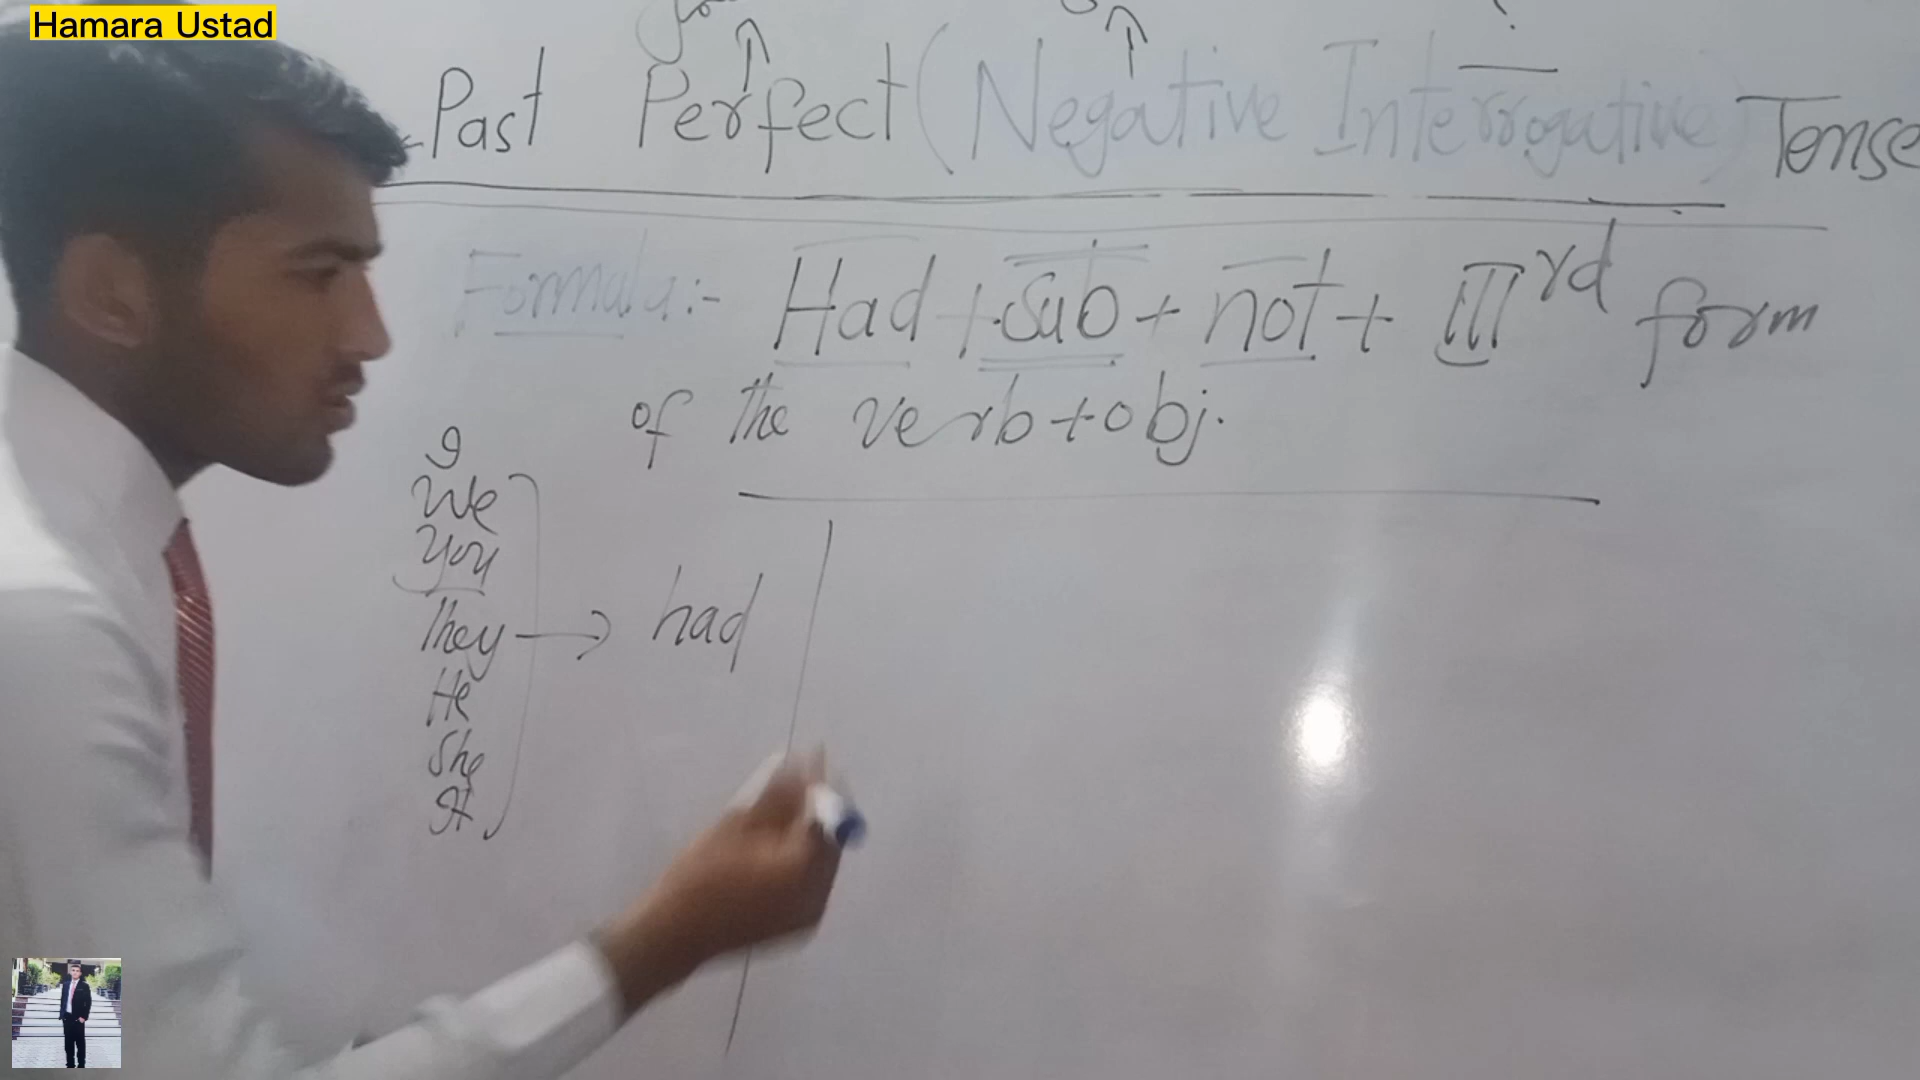 Hamara Ustad
Past Perfect (Negative Interrogative) Tense
Formula:- Had + Sub + not + IIIrd form
of the verb + obj.
I
We
You
They → had
He
She
It